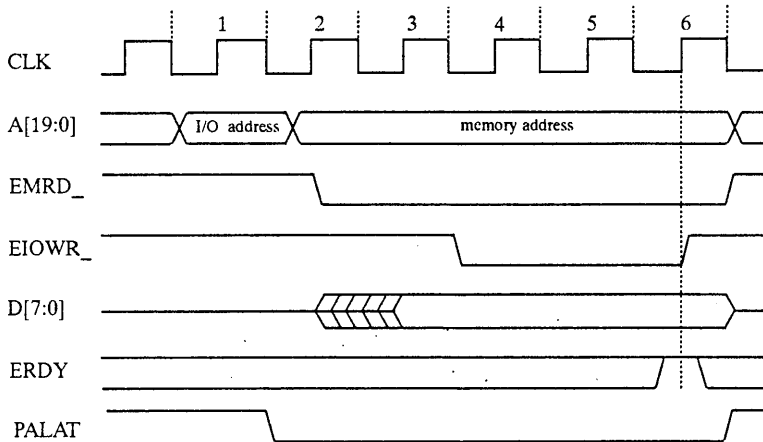 1 2 3 4 5 6
CLK
A[19:0] I/O address memory address
EMRD_
EIOWR_
D[7:0]
ERDY
PALAT